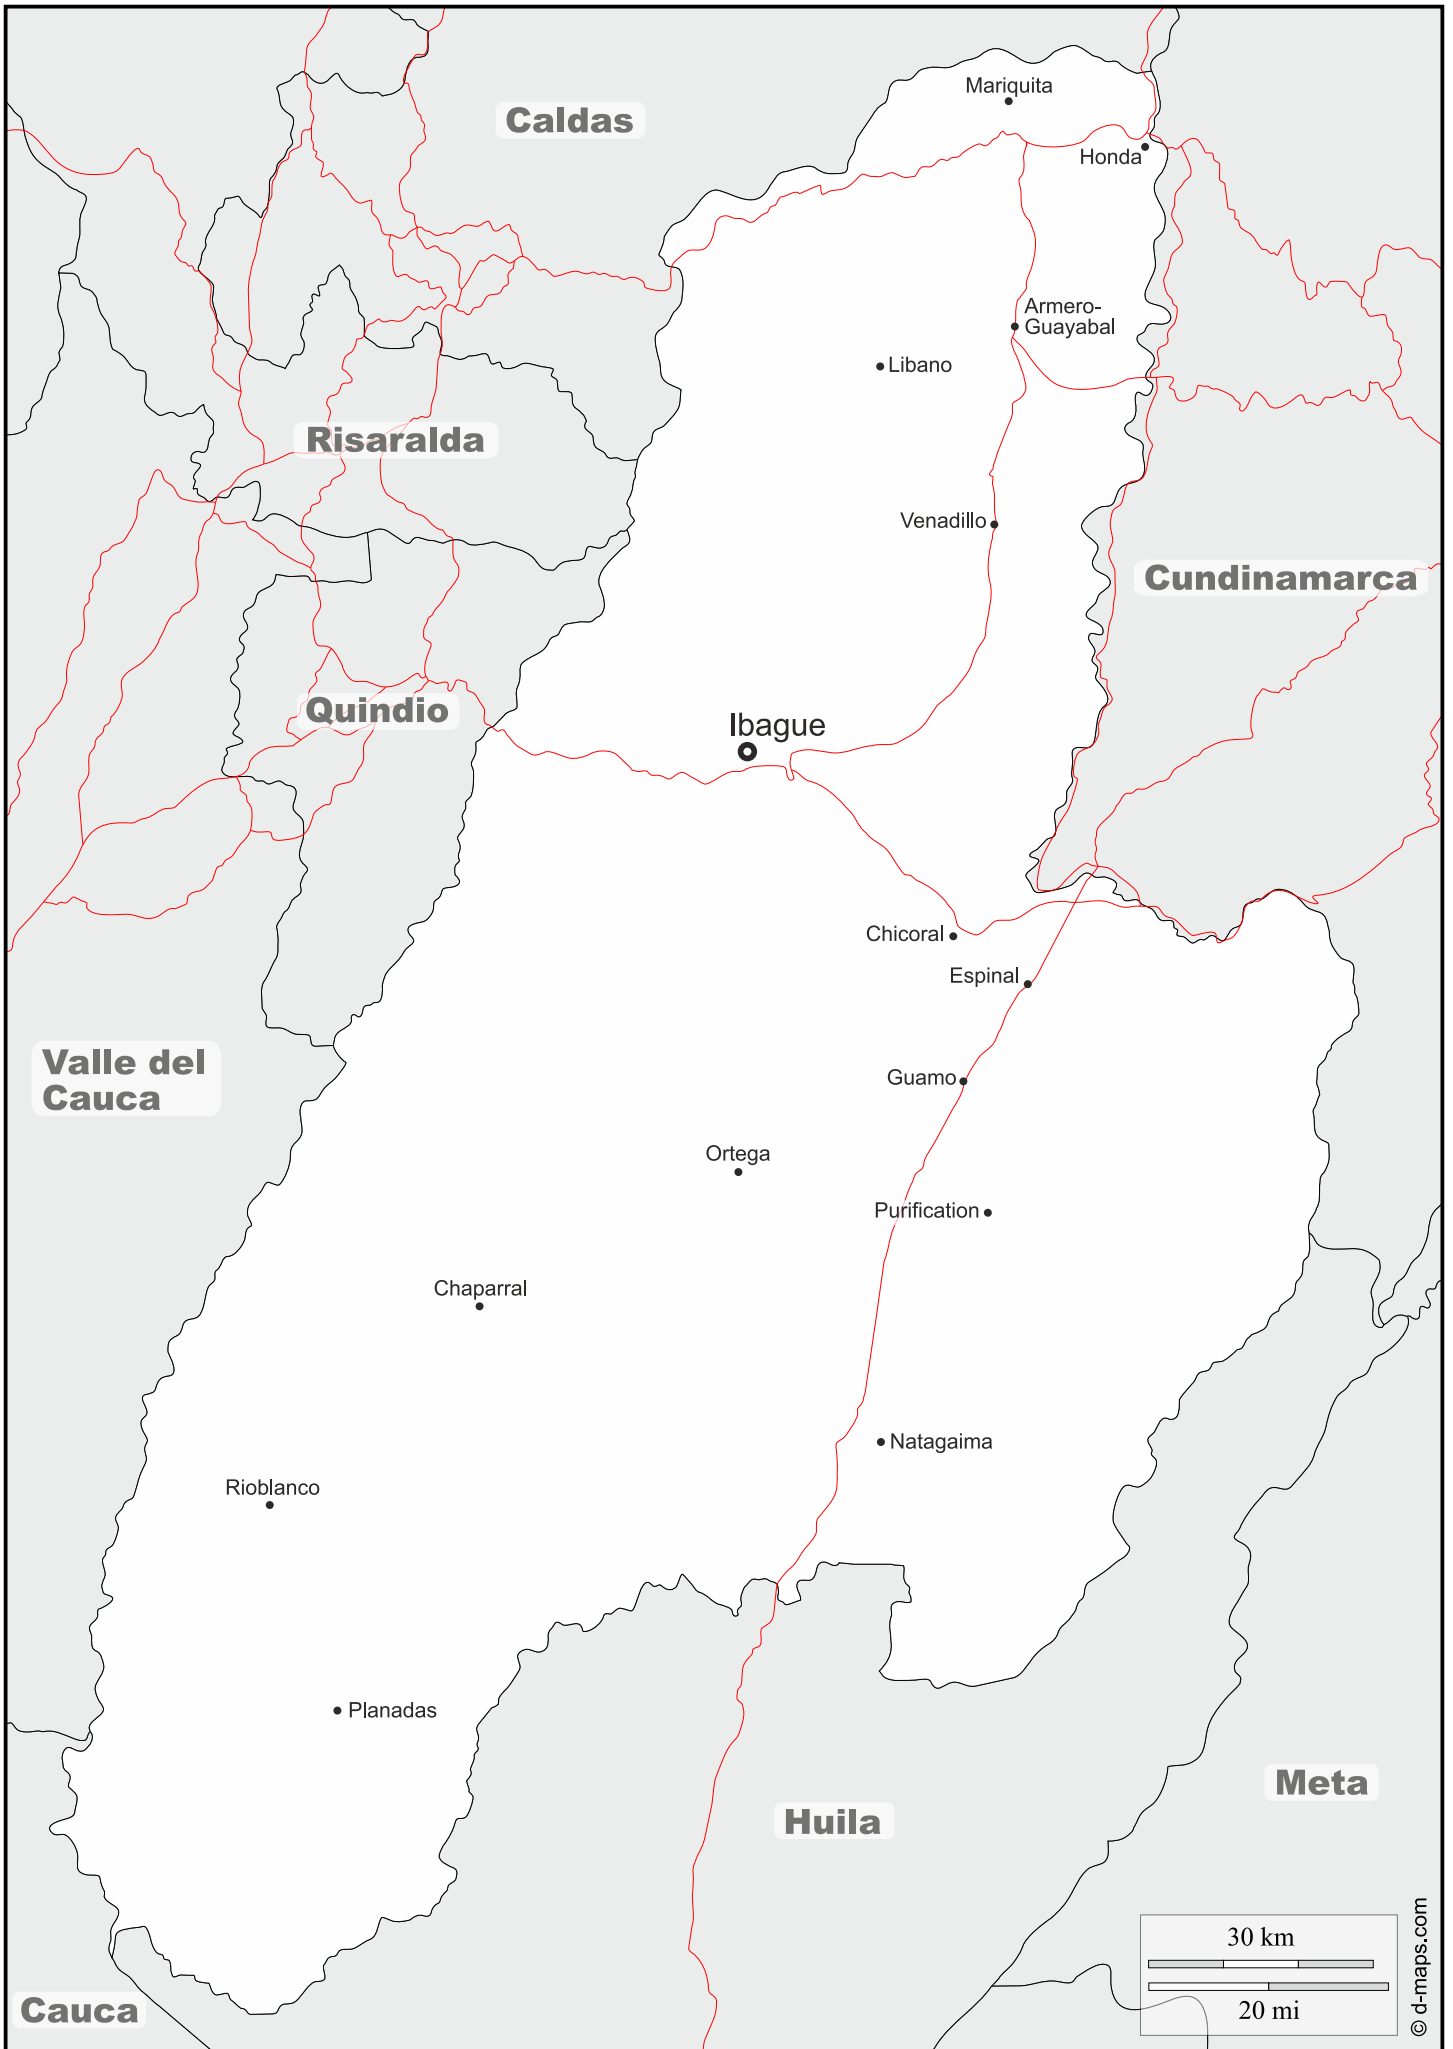 Mariquita
Caldas
Honda
Armero-
Guayabal
Libano
Risaralda
Venadillo
Cundinamarca
Quindio
Ibague
Chicoral
Espinal
Valle del
Cauca
Guamo
Ortega
Purification
Chaparral
Natagaima
Rioblanco
Planadas
Meta
Huila
30 km
20 mi
© d-maps.com
Cauca